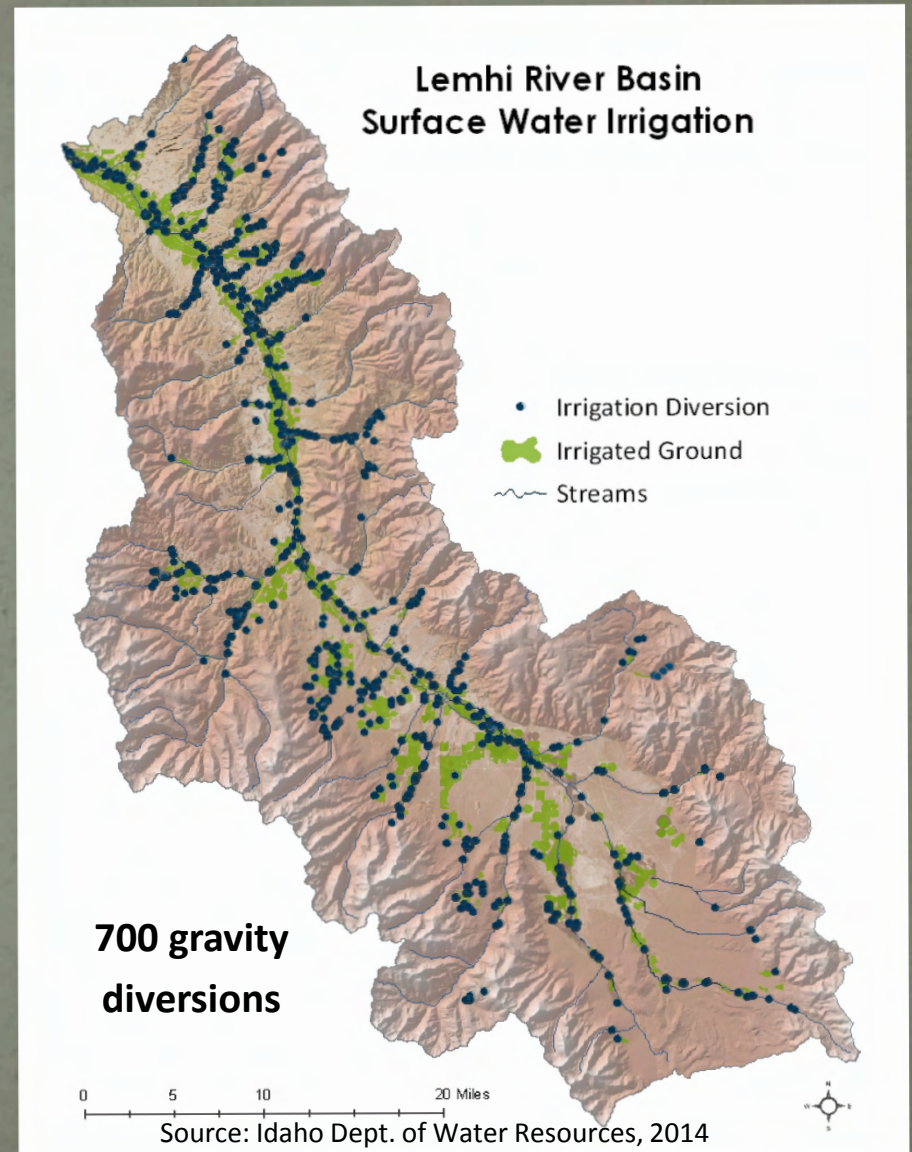 Lemhi River Basin
Surface Water Irrigation
Irrigation Diversion
Irrigated Ground
Streams
700 gravity
diversions
0 5 10 20 Miles
N
W E
S
Source: Idaho Dept. of Water Resources, 2014